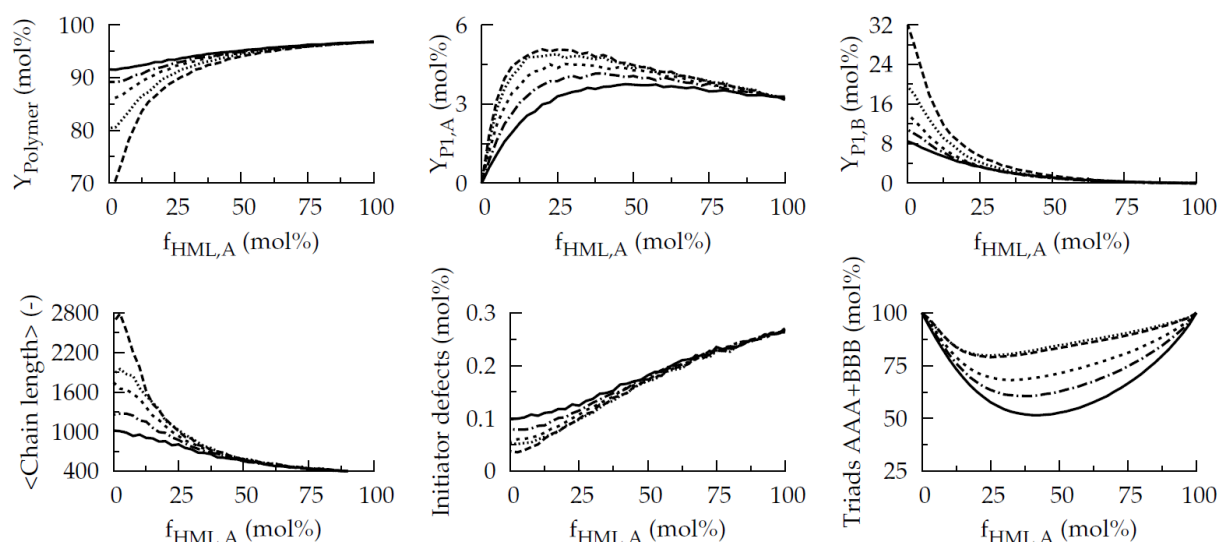 Y_Polymer (mol%)
100
90
80
70
0 25 50 75 100
f_HML,A (mol%)
Y_P1,A (mol%)
6
3
0
0 25 50 75 100
f_HML,A (mol%)
Y_P1,B (mol%)
32
24
16
8
0
0 25 50 75 100
f_HML,A (mol%)
<Chain length> (-)
2800
2200
1600
1000
400
0 25 50 75 100
f_HML,A (mol%)
Initiator defects (mol%)
0.3
0.2
0.1
0
0 25 50 75 100
f_HML,A (mol%)
Triads AAA+BBB (mol%)
100
75
50
25
0 25 50 75 100
f_HML,A (mol%)